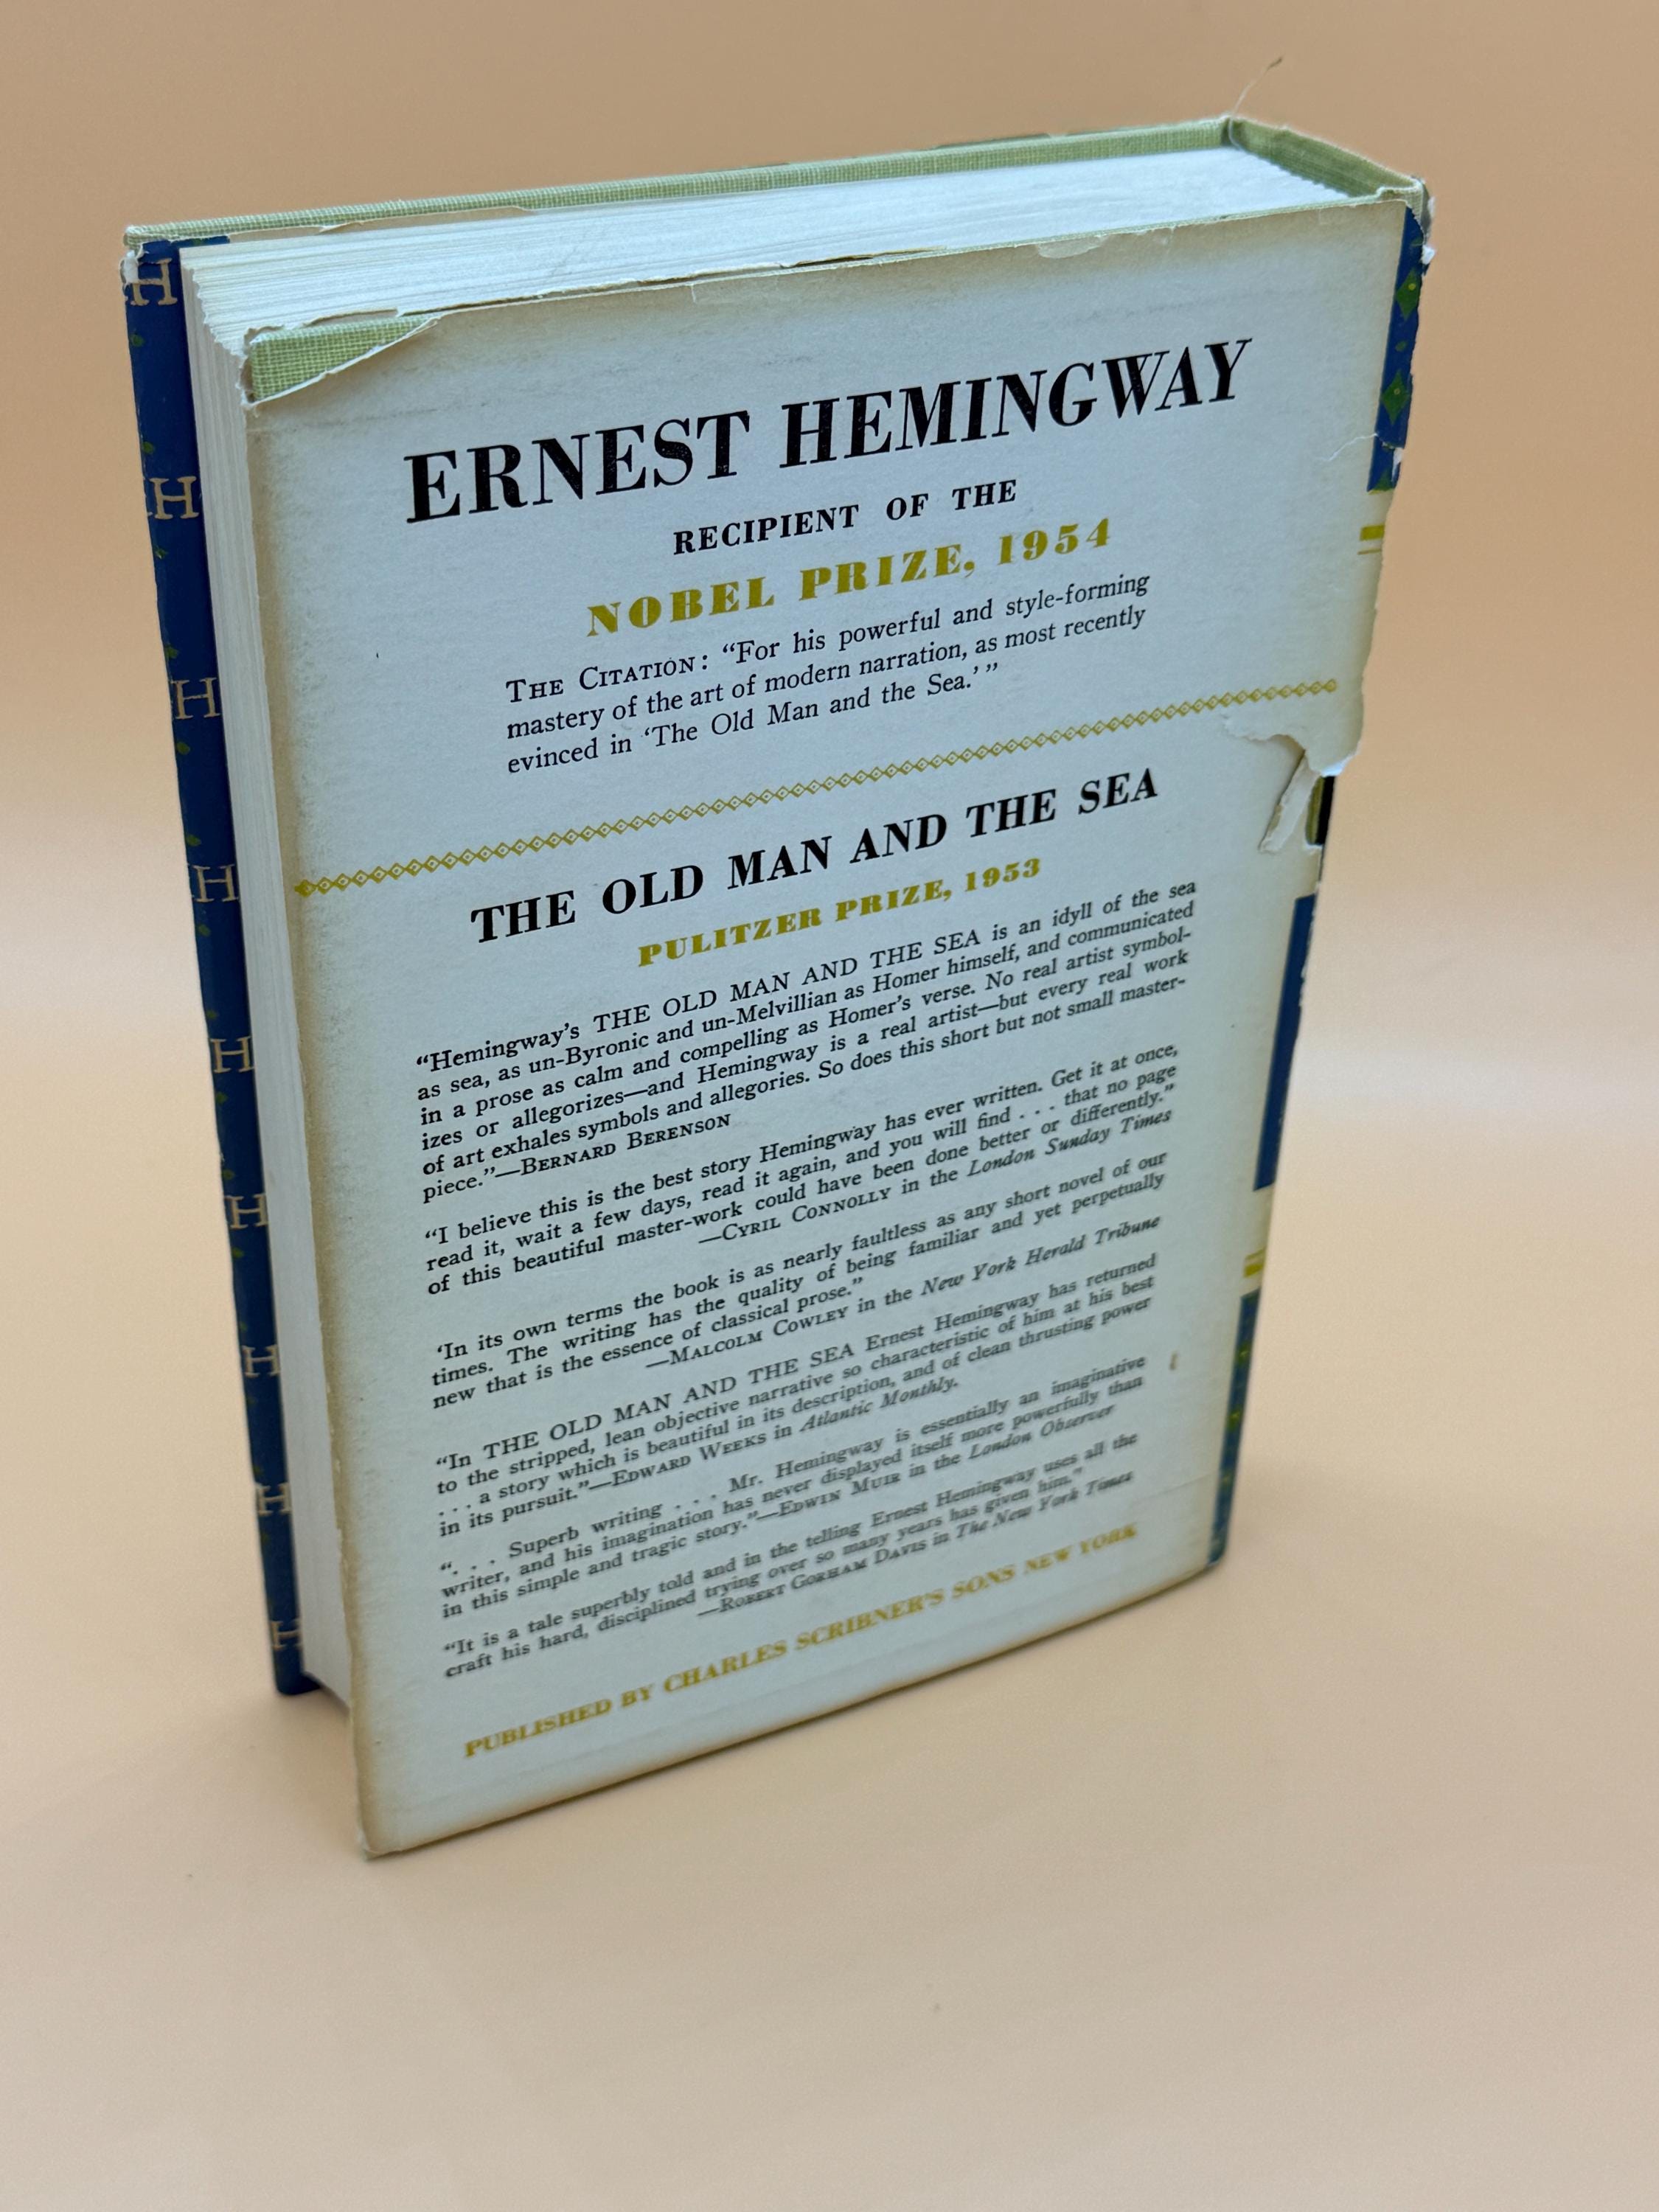 ERNEST HEMINGWAY
RECIPIENT OF THE
NOBEL PRIZE, 1954
THE CITATION: “For his powerful and style-forming
mastery of the art of modern narration, as most recently
evinced in ‘The Old Man and the Sea.’ ”
THE OLD MAN AND THE SEA
PULITZER PRIZE, 1953
“Hemingway’s THE OLD MAN AND THE SEA is an idyll of the sea
as sea, as un-Byronic and un-Melvillian as Homer himself, and communicated
in a prose as calm and compelling as Homer’s verse. No real artist symbol-
izes or allegorizes—and Hemingway is a real artist—but every real work
of art exhales symbols and allegories. So does this short but not small master-
piece.”—BERNARD BERENSON
“I believe this is the best story Hemingway has ever written. Get it at once,
read it, wait a few days, read it again, and you will find . . . that no page
of this beautiful master-work could have been done better or differently.”
—CYRIL CONNOLLY in the London Sunday Times
‘In its own terms the book is as nearly faultless as any short novel of our
times. The writing has the quality of being familiar and yet perpetually
new that is the essence of classical prose.”
—MALCOLM COWLEY in the New York Herald Tribune
“In THE OLD MAN AND THE SEA Ernest Hemingway has returned
to the stripped, lean objective narrative so characteristic of him at his best
. . . a story which is beautiful in its description, and of clean thrusting power
in its pursuit.”—EDWARD WEEKS in Atlantic Monthly.
“. . . Superb writing . . . Mr. Hemingway is essentially an imaginative
writer, and his imagination has never displayed itself more powerfully than
in this simple and tragic story.”—EDWIN MUIR in the London Observer
“It is a tale superbly told and in the telling Ernest Hemingway uses all the
craft his hard, disciplined trying over so many years has given him.”
—ROBERT GORHAM DAVIS in The New York Times
PUBLISHED BY CHARLES SCRIBNER’S SONS NEW YORK
H
H
H
H
H
H
H
H
H